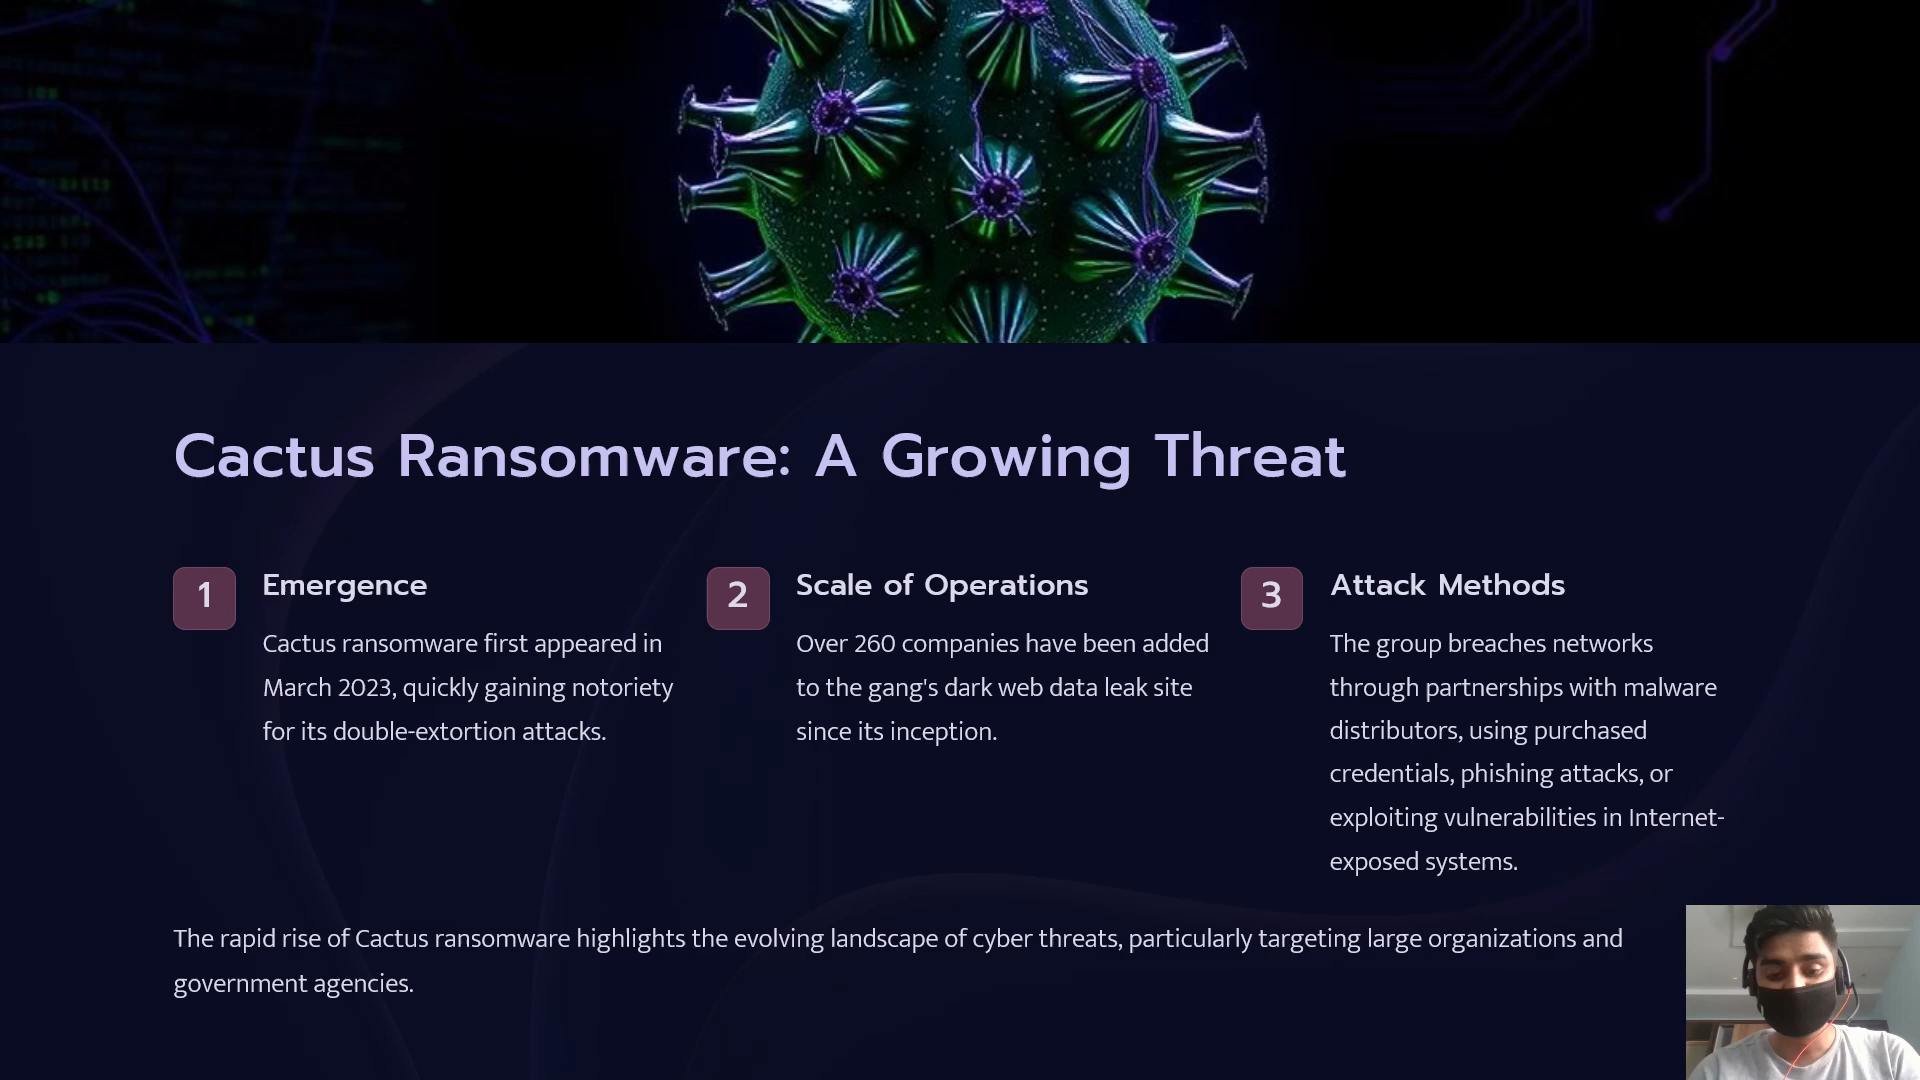 Cactus Ransomware: A Growing Threat
1
Emergence
Cactus ransomware first appeared in
March 2023, quickly gaining notoriety
for its double-extortion attacks.
2
Scale of Operations
Over 260 companies have been added
to the gang's dark web data leak site
since its inception.
3
Attack Methods
The group breaches networks
through partnerships with malware
distributors, using purchased
credentials, phishing attacks, or
exploiting vulnerabilities in Internet-
exposed systems.
The rapid rise of Cactus ransomware highlights the evolving landscape of cyber threats, particularly targeting large organizations and
government agencies.